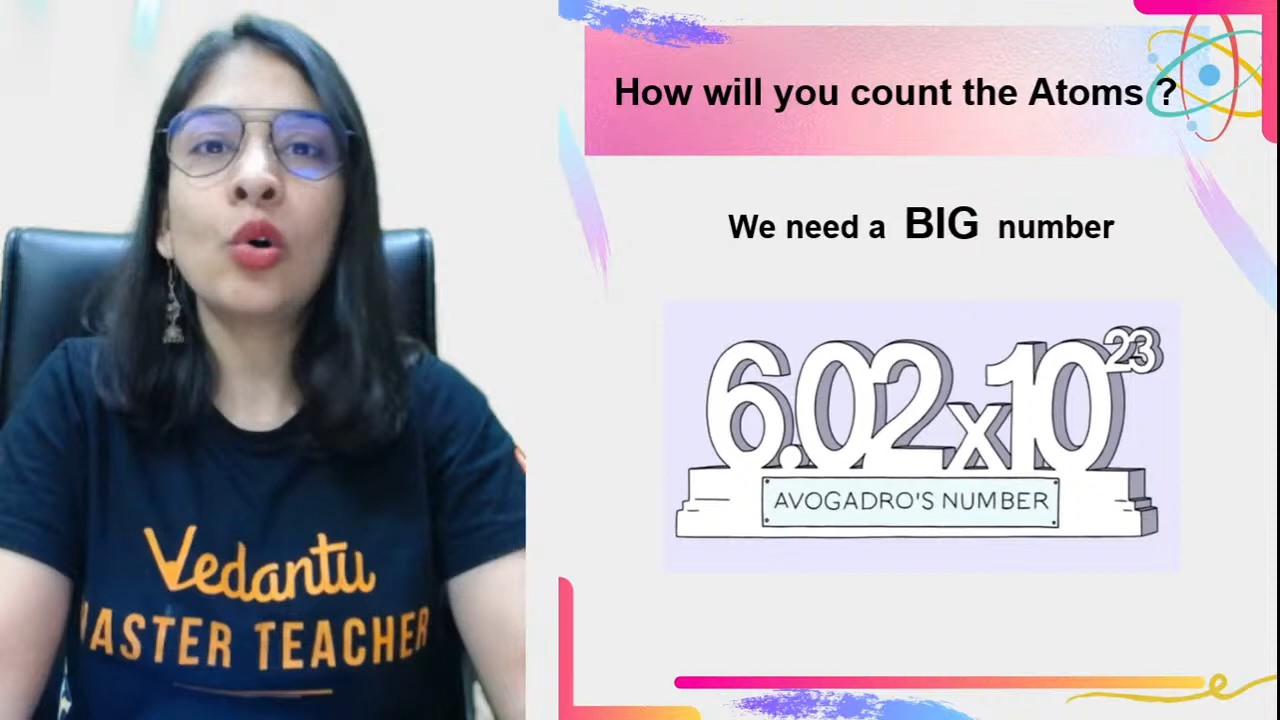 How will you count the Atoms ?
We need a BIG number
6.02x10²³
AVOGADRO'S NUMBER
Vedantu
MASTER TEACHER